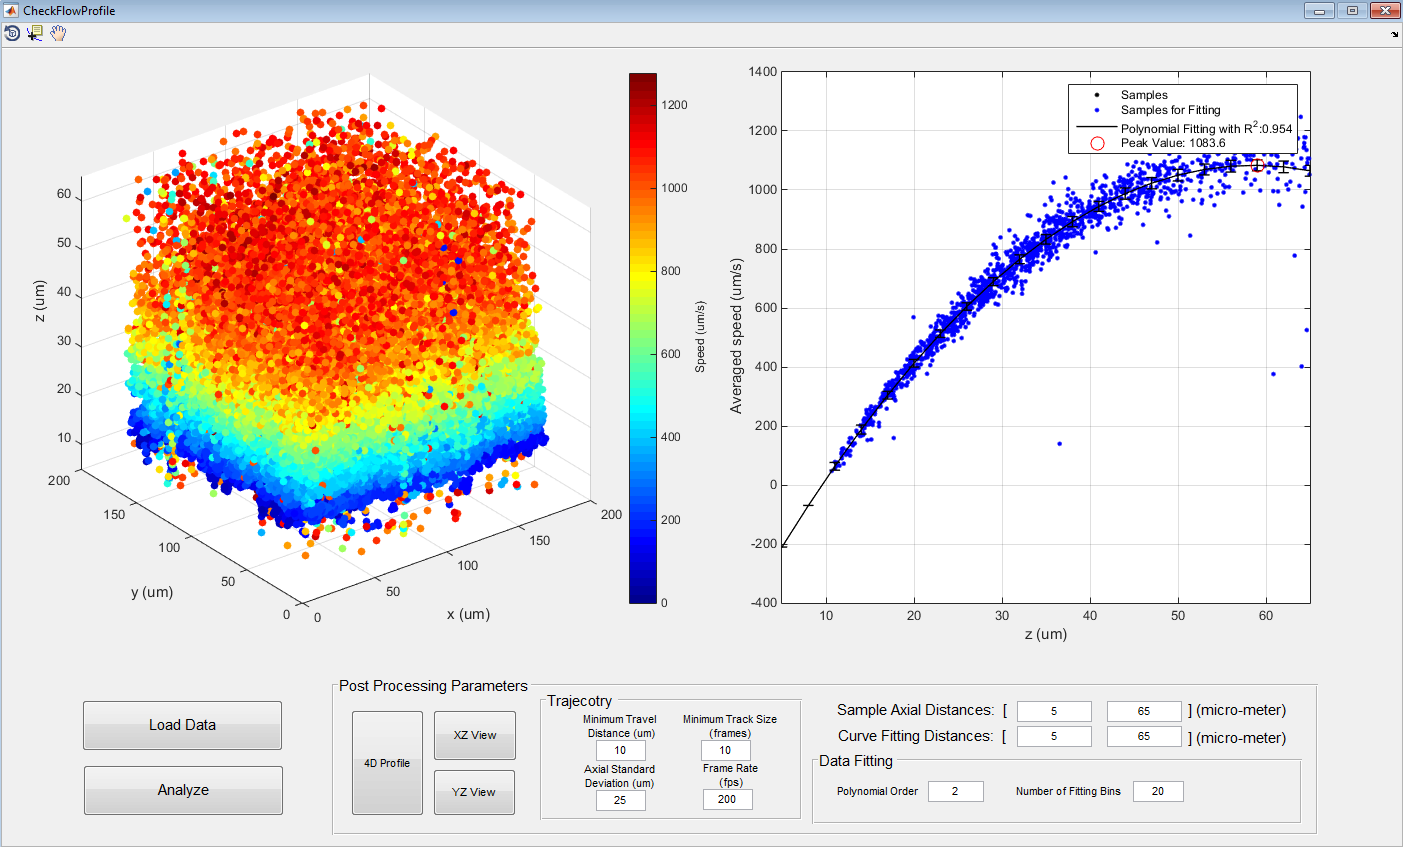 CheckFlowProfile
60
50
40
30
20
10
z (um)
200
150
100
50
0
y (um)
0
50
100
150
200
x (um)
1200
1000
800
600
400
200
0
Speed (um/s)
1400
1200
1000
800
600
400
200
0
-200
-400
Averaged speed (um/s)
10
20
30
40
50
60
z (um)
Samples
Samples for Fitting
Polynomial Fitting with R²:0.954
Peak Value: 1083.6
Load Data
Analyze
Post Processing Parameters
4D Profile
XZ View
YZ View
Trajecotry
Minimum Travel
Distance (um)
10
Minimum Track Size
(frames)
10
Axial Standard
Deviation (um)
25
Frame Rate
(fps)
200
Sample Axial Distances: [ 5 65 ] (micro-meter)
Curve Fitting Distances: [ 5 65 ] (micro-meter)
Data Fitting
Polynomial Order 2 Number of Fitting Bins 20